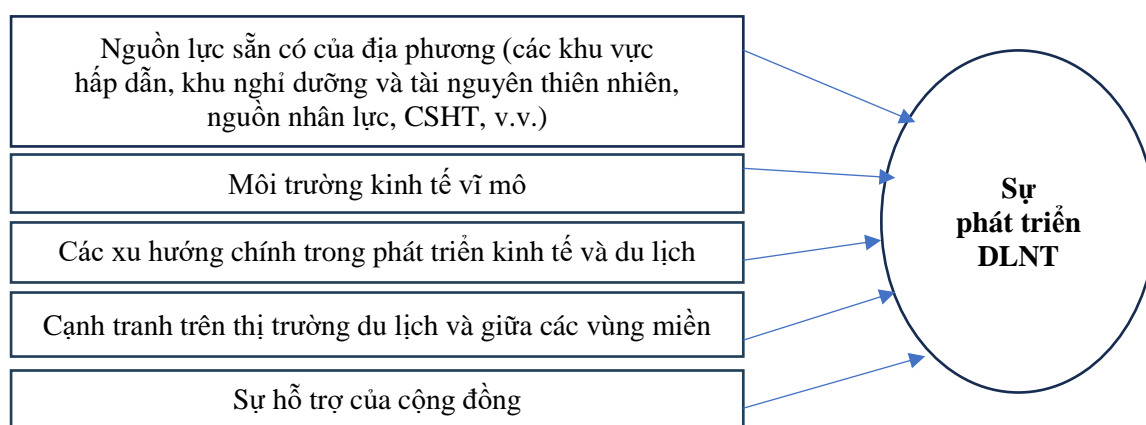 Nguồn lực sẵn có của địa phương (các khu vực
hấp dẫn, khu nghỉ dưỡng và tài nguyên thiên nhiên,
nguồn nhân lực, CSHT, v.v.)
Môi trường kinh tế vĩ mô
Các xu hướng chính trong phát triển kinh tế và du lịch
Cạnh tranh trên thị trường du lịch và giữa các vùng miền
Sự hỗ trợ của cộng đồng
Sự
phát triển
DLNT